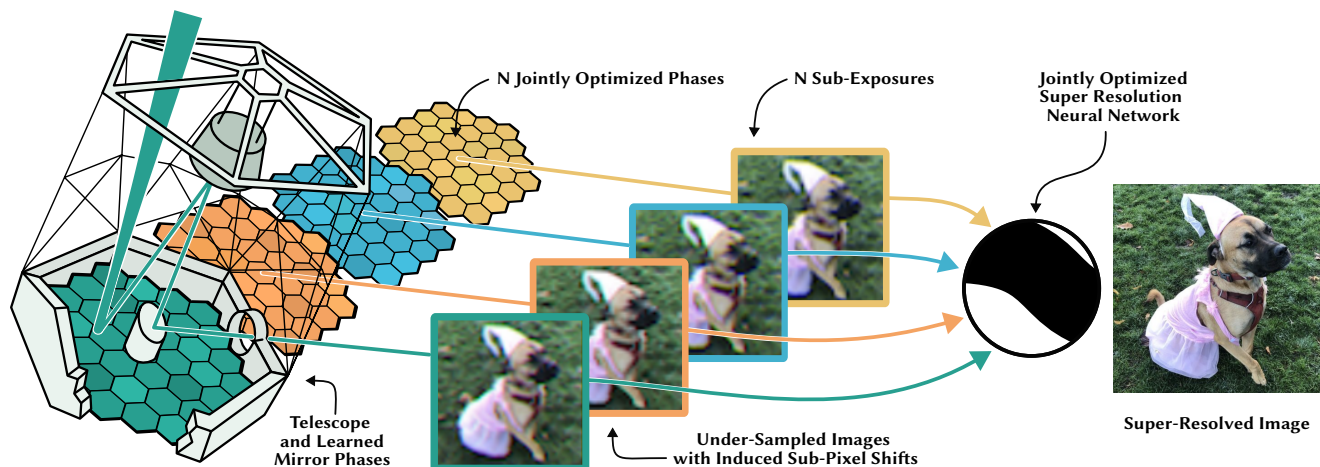 N Jointly Optimized Phases
N Sub-Exposures
Jointly Optimized
Super Resolution
Neural Network
Telescope
and Learned
Mirror Phases
Under-Sampled Images
with Induced Sub-Pixel Shifts
Super-Resolved Image